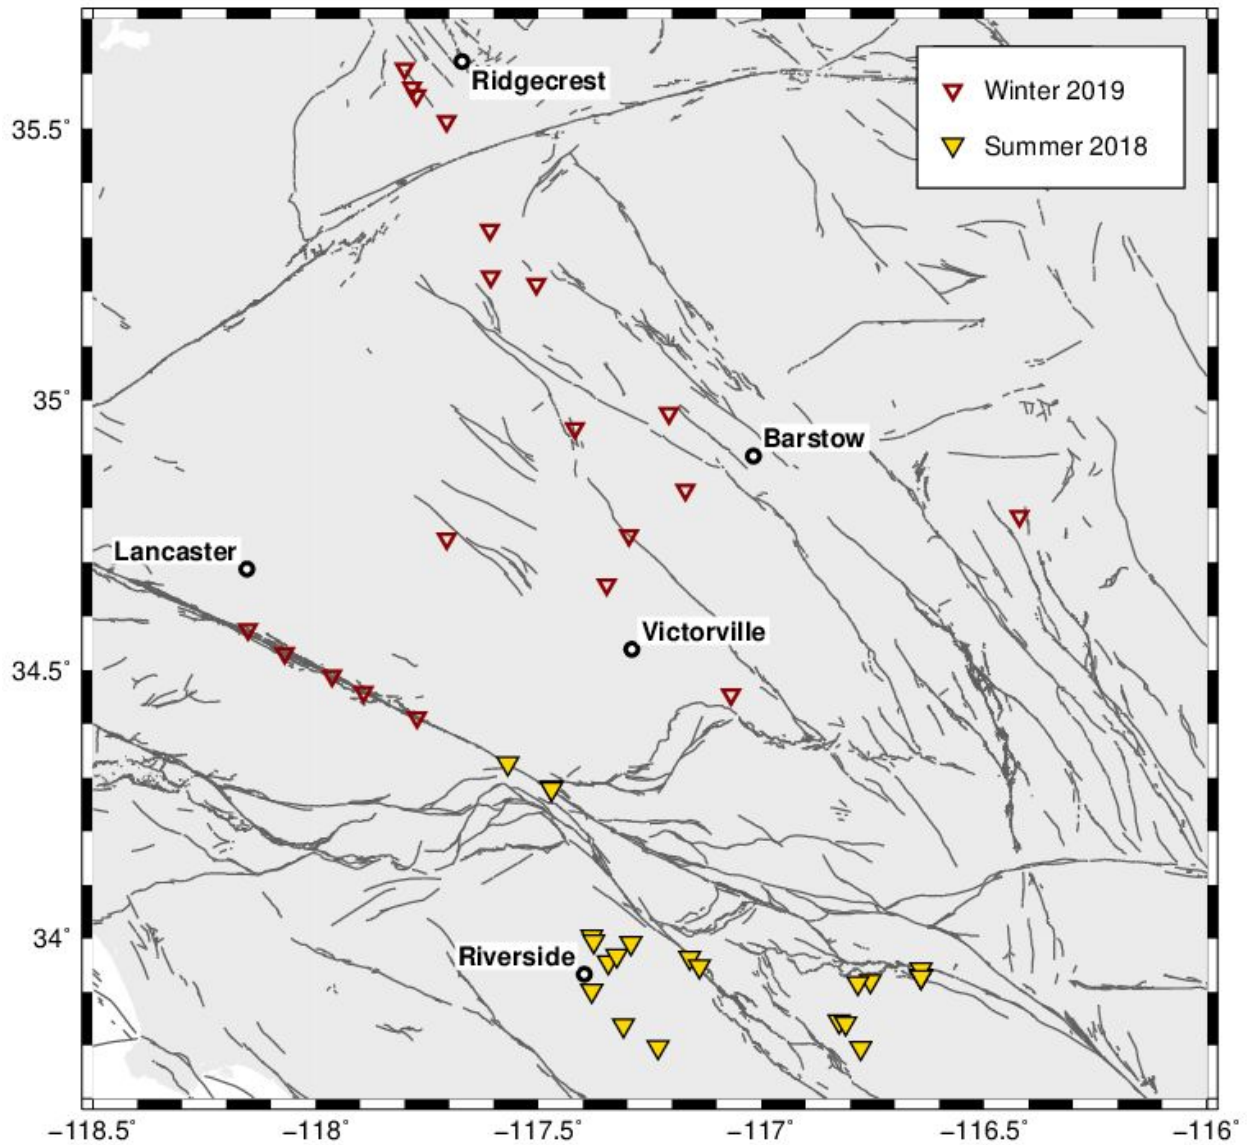 Ridgecrest
Winter 2019
Summer 2018
35.5°
35°
Barstow
Lancaster
Victorville
34.5°
34°
Riverside
−118.5°
−118°
−117.5°
−117°
−116.5°
−116°